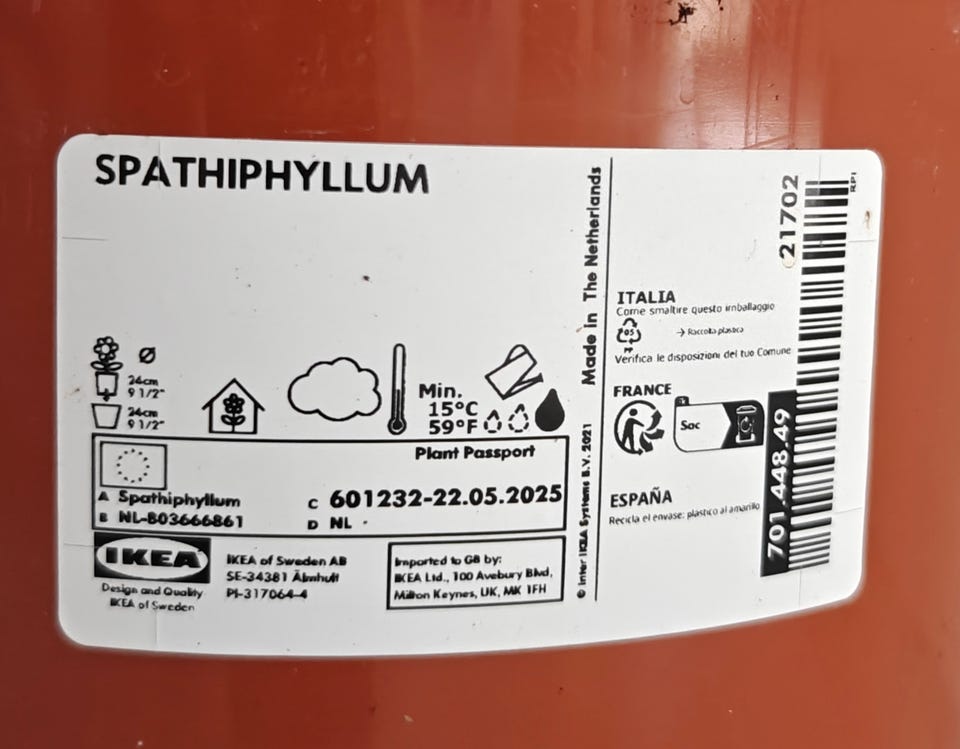 SPATHIPHYLLUM
Ø
24cm
9 1/2"
24cm
9 1/2"
Min.
15°C
59°F
Plant Passport
A Spathiphyllum
B NL-803666861
C 601232-22.05.2025
D NL
IKEA
Design and Quality
IKEA of Sweden
IKEA of Sweden AB
SE-34381 Älmhult
PI-317064-4
Imported to GB by:
IKEA Ltd., 100 Avebury Blvd,
Milton Keynes, UK, MK 1FH
© Inter IKEA Systems B.V. 2021
Made in The Netherlands
ITALIA
Come smaltire questo imballaggio
05
PP
→ Raccolta plastica
Verifica le disposizioni del tuo Comune
FRANCE
Sac
ESPAÑA
Recicla el envase: plástico al amarillo
21702
701.448.49
RPI